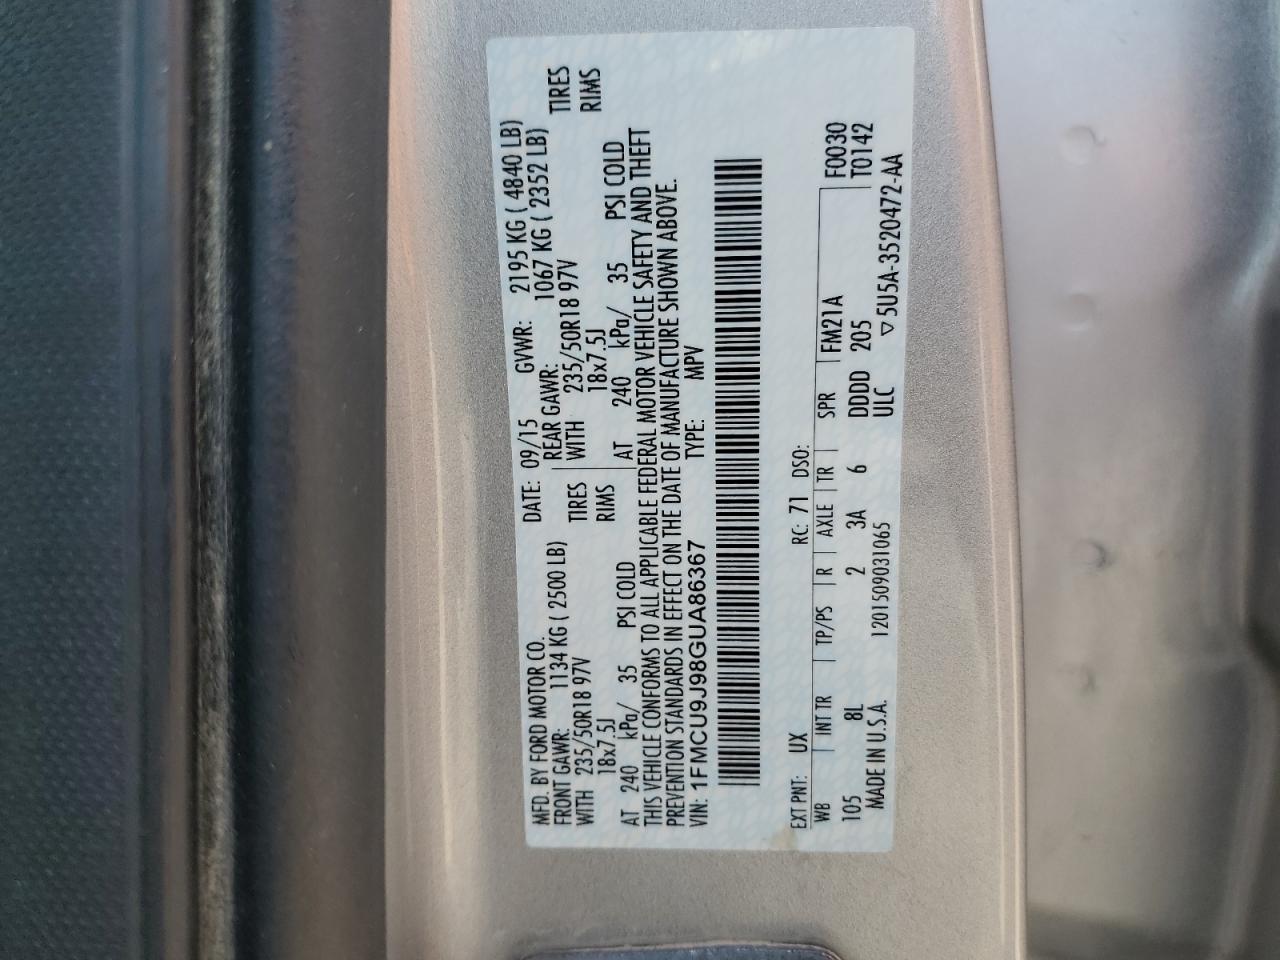 MFD. BY FORD MOTOR CO. DATE: 09/15 GVWR: 2195 KG ( 4840 LB)
FRONT GAWR: 1134 KG ( 2500 LB) REAR GAWR: 1067 KG ( 2352 LB)
WITH 235/50R18 97V TIRES WITH 235/50R18 97V TIRES
18x7.5J RIMS 18x7.5J RIMS
AT 240 kPa/ 35 PSI COLD AT 240 kPa/ 35 PSI COLD
THIS VEHICLE CONFORMS TO ALL APPLICABLE FEDERAL MOTOR VEHICLE SAFETY AND THEFT
PREVENTION STANDARDS IN EFFECT ON THE DATE OF MANUFACTURE SHOWN ABOVE.
VIN: 1FMCU9J98GUA86367 TYPE: MPV
EXT PNT: UX RC: 71 DSO:
WB INT TR TP/PS R AXLE TR SPR FM21A F0030
105 8L 2 3A 6 DDDD 205 T0142
MADE IN U.S.A. 1201509031065 ULC ▽5U5A-3520472-AA